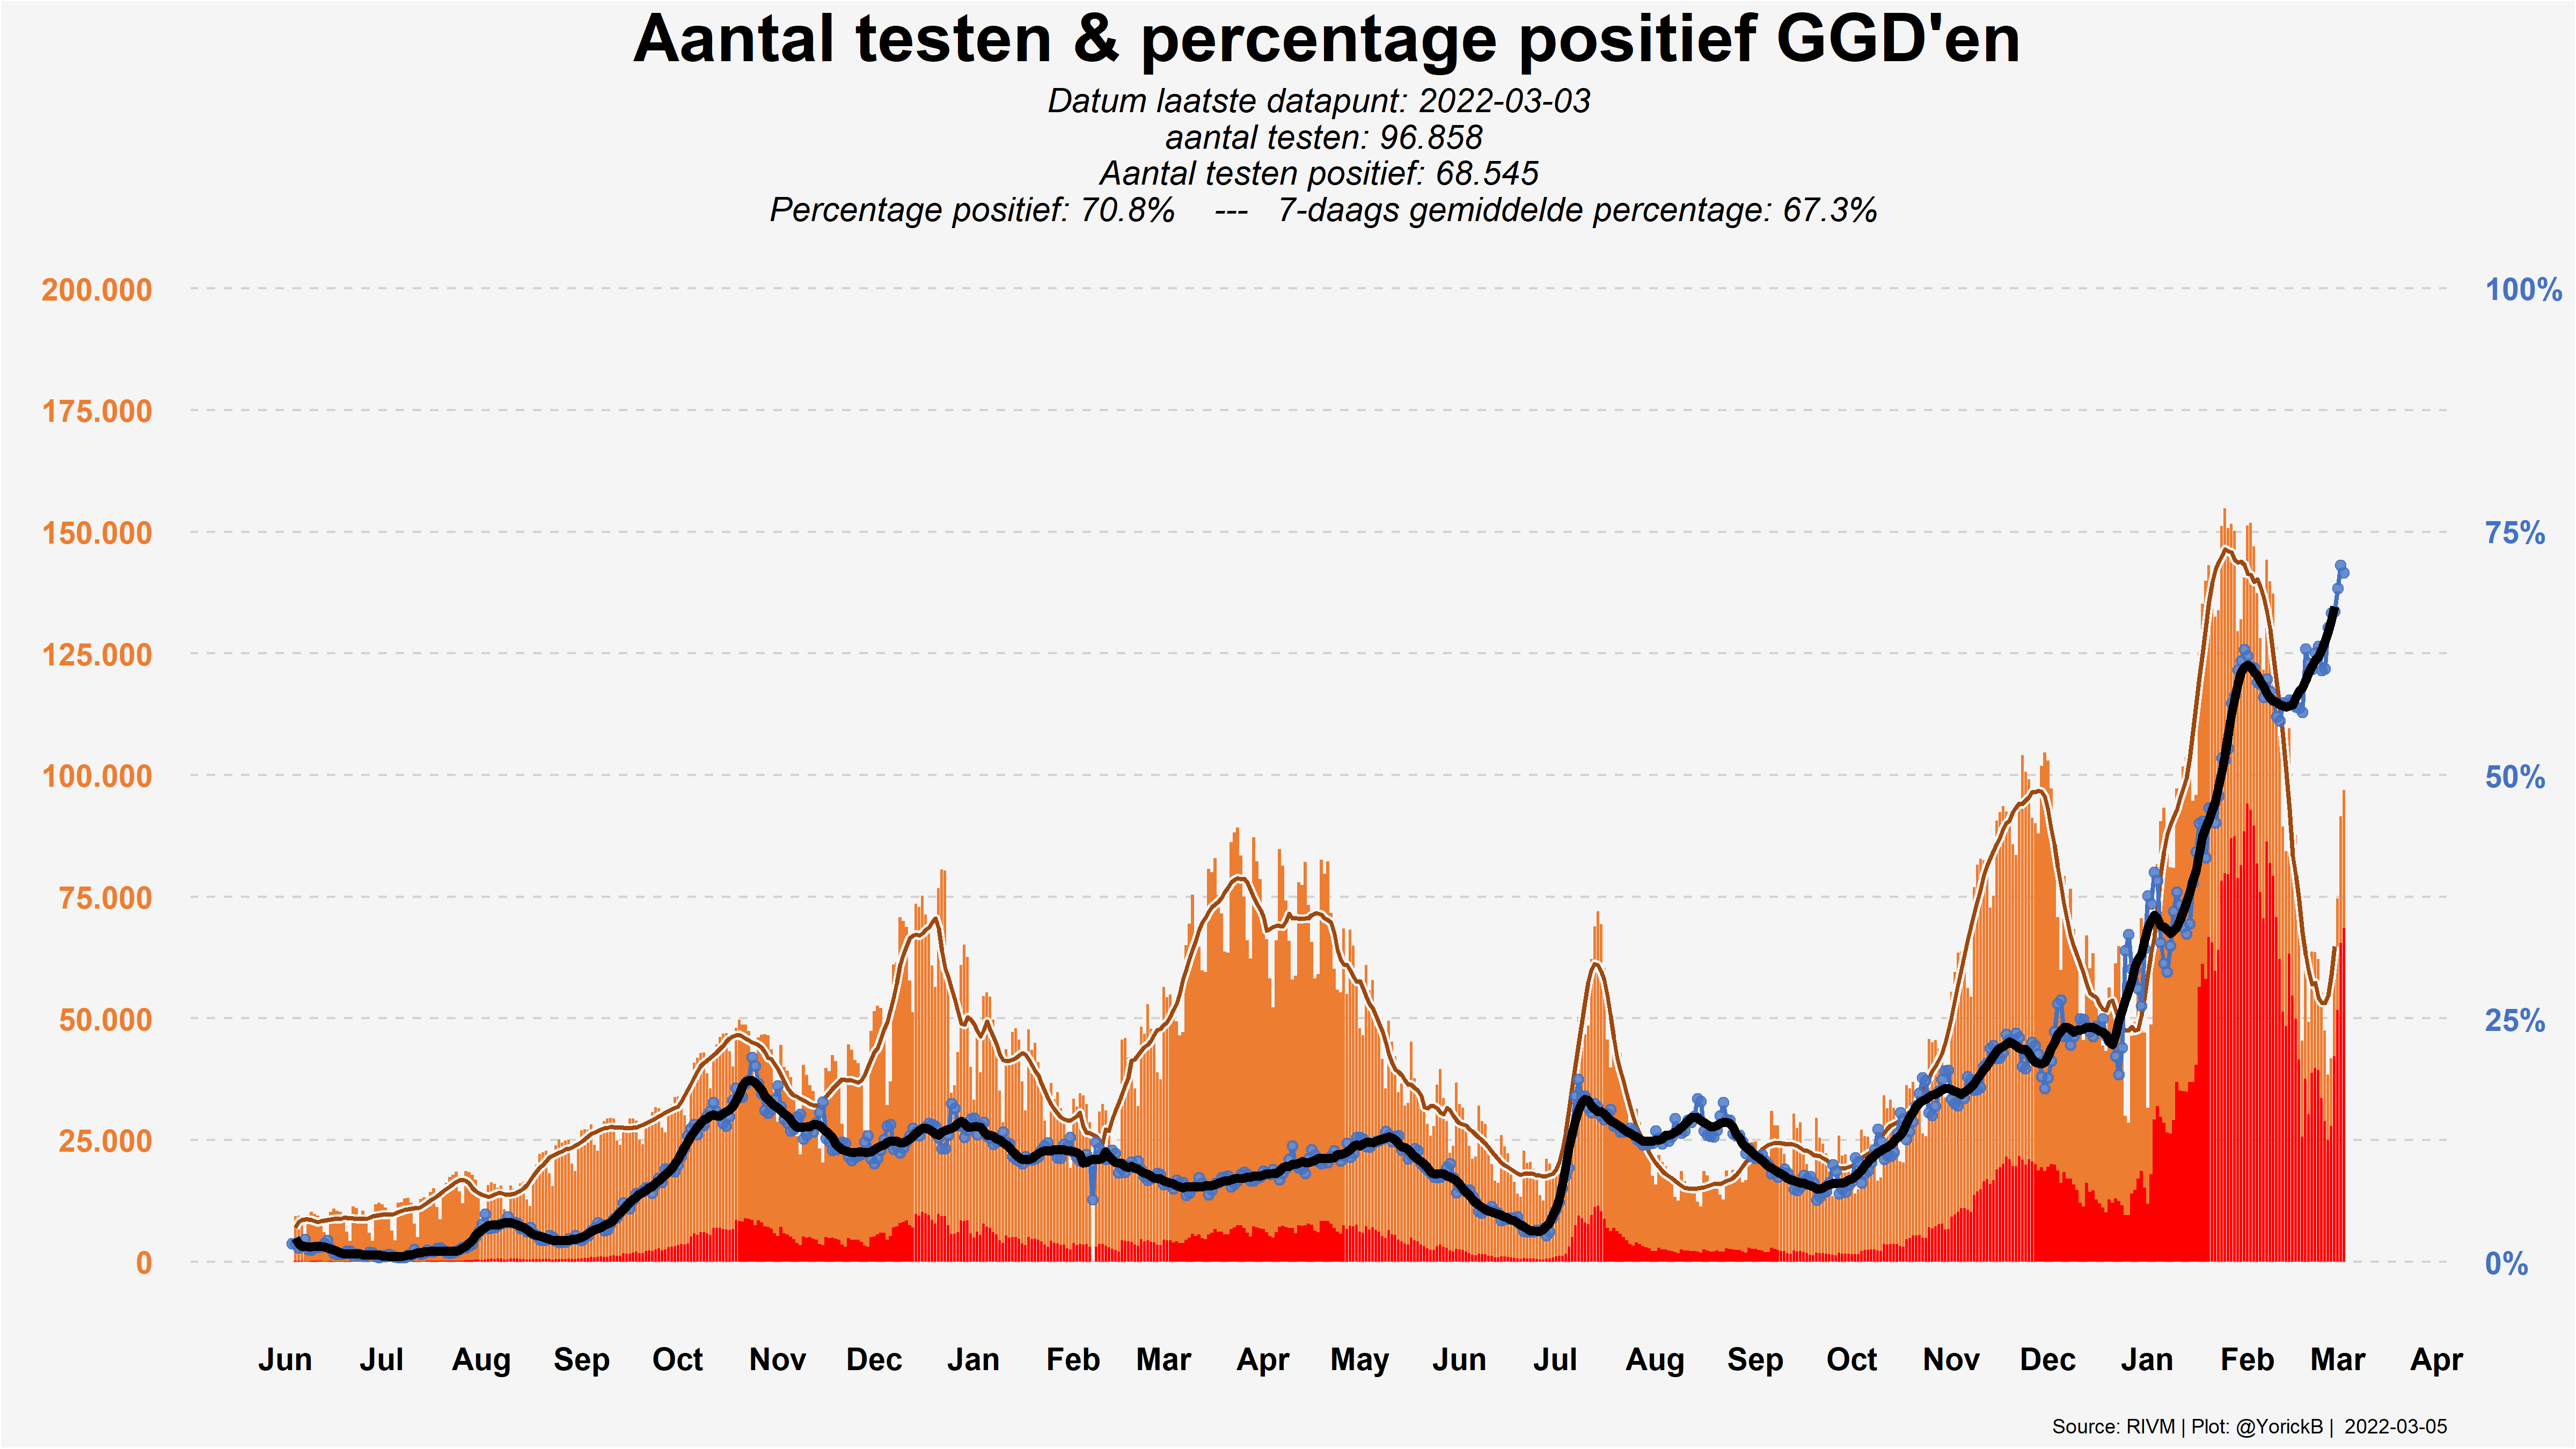 Aantal testen & percentage positief GGD'en
Datum laatste datapunt: 2022-03-03
aantal testen: 96.858
Aantal testen positief: 68.545
Percentage positief: 70.8% --- 7-daags gemiddelde percentage: 67.3%
200.000 100%
175.000
150.000 75%
125.000
100.000 50%
75.000
50.000 25%
25.000
0 0%
Jun Jul Aug Sep Oct Nov Dec Jan Feb Mar Apr May Jun Jul Aug Sep Oct Nov Dec Jan Feb Mar Apr
Source: RIVM | Plot: @YorickB | 2022-03-05